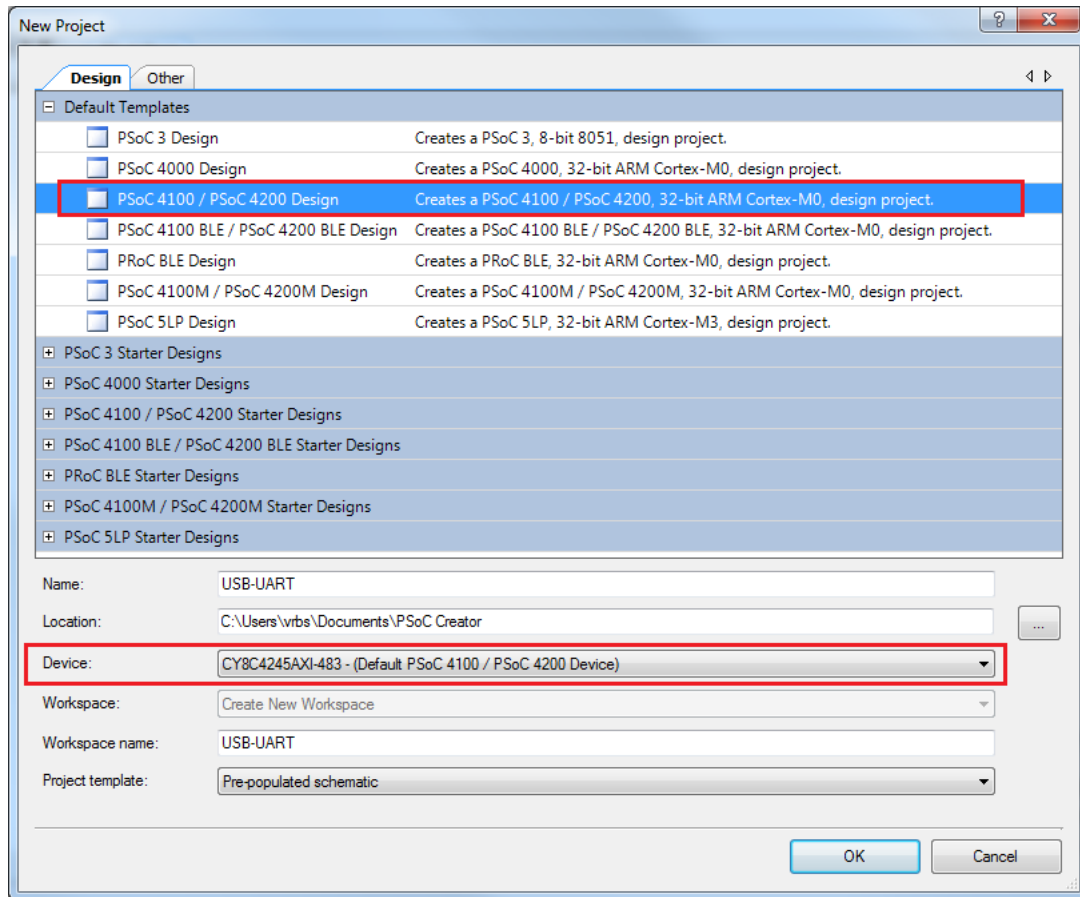 New Project
Design Other
Default Templates
PSoC 3 Design Creates a PSoC 3, 8-bit 8051, design project.
PSoC 4000 Design Creates a PSoC 4000, 32-bit ARM Cortex-M0, design project.
PSoC 4100 / PSoC 4200 Design Creates a PSoC 4100 / PSoC 4200, 32-bit ARM Cortex-M0, design project.
PSoC 4100 BLE / PSoC 4200 BLE Design Creates a PSoC 4100 BLE / PSoC 4200 BLE, 32-bit ARM Cortex-M0, design project.
PRoC BLE Design Creates a PRoC BLE, 32-bit ARM Cortex-M0, design project.
PSoC 4100M / PSoC 4200M Design Creates a PSoC 4100M / PSoC 4200M, 32-bit ARM Cortex-M0, design project.
PSoC 5LP Design Creates a PSoC 5LP, 32-bit ARM Cortex-M3, design project.
PSoC 3 Starter Designs
PSoC 4000 Starter Designs
PSoC 4100 / PSoC 4200 Starter Designs
PSoC 4100 BLE / PSoC 4200 BLE Starter Designs
PRoC BLE Starter Designs
PSoC 4100M / PSoC 4200M Starter Designs
PSoC 5LP Starter Designs
Name: USB-UART
Location: C:\Users\vrbs\Documents\PSoC Creator ...
Device: CY8C4245AXI-483 - (Default PSoC 4100 / PSoC 4200 Device)
Workspace: Create New Workspace
Workspace name: USB-UART
Project template: Pre-populated schematic
OK Cancel